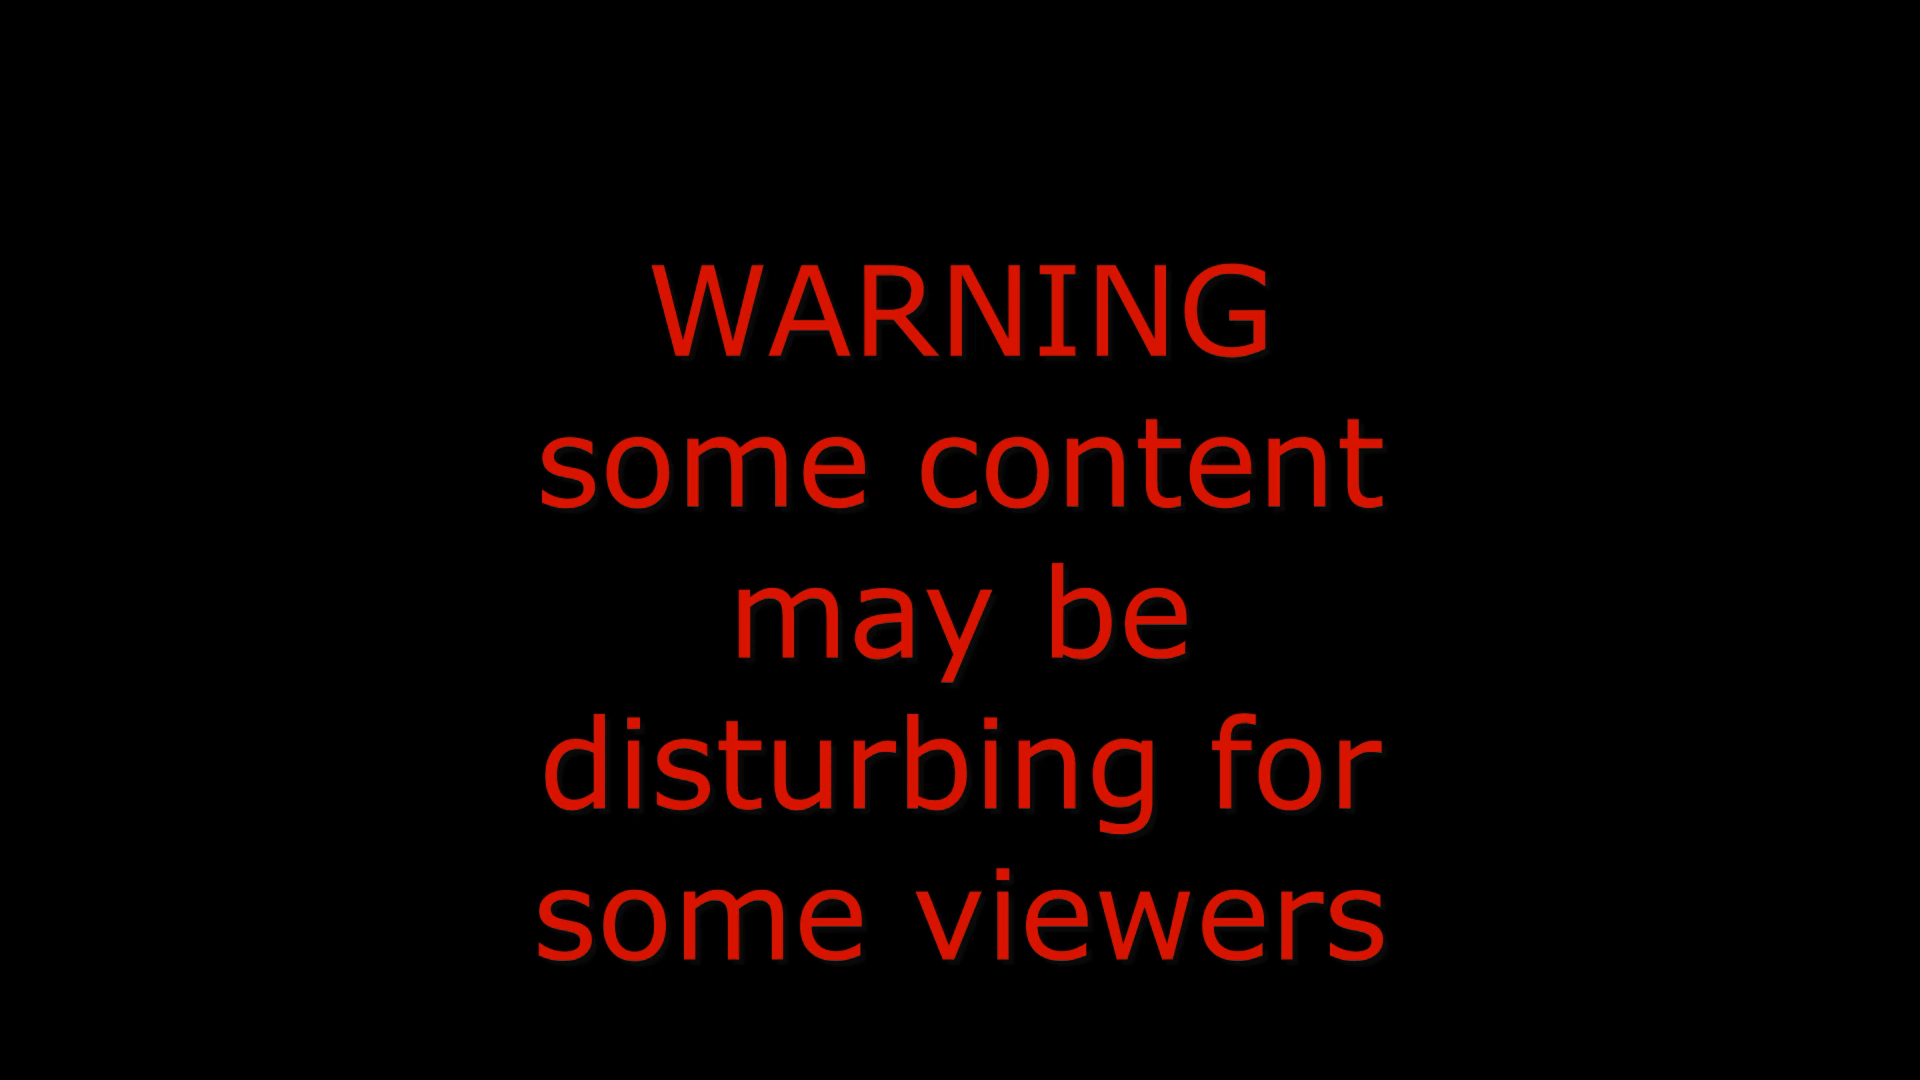 WARNING
some content
may be
disturbing for
some viewers